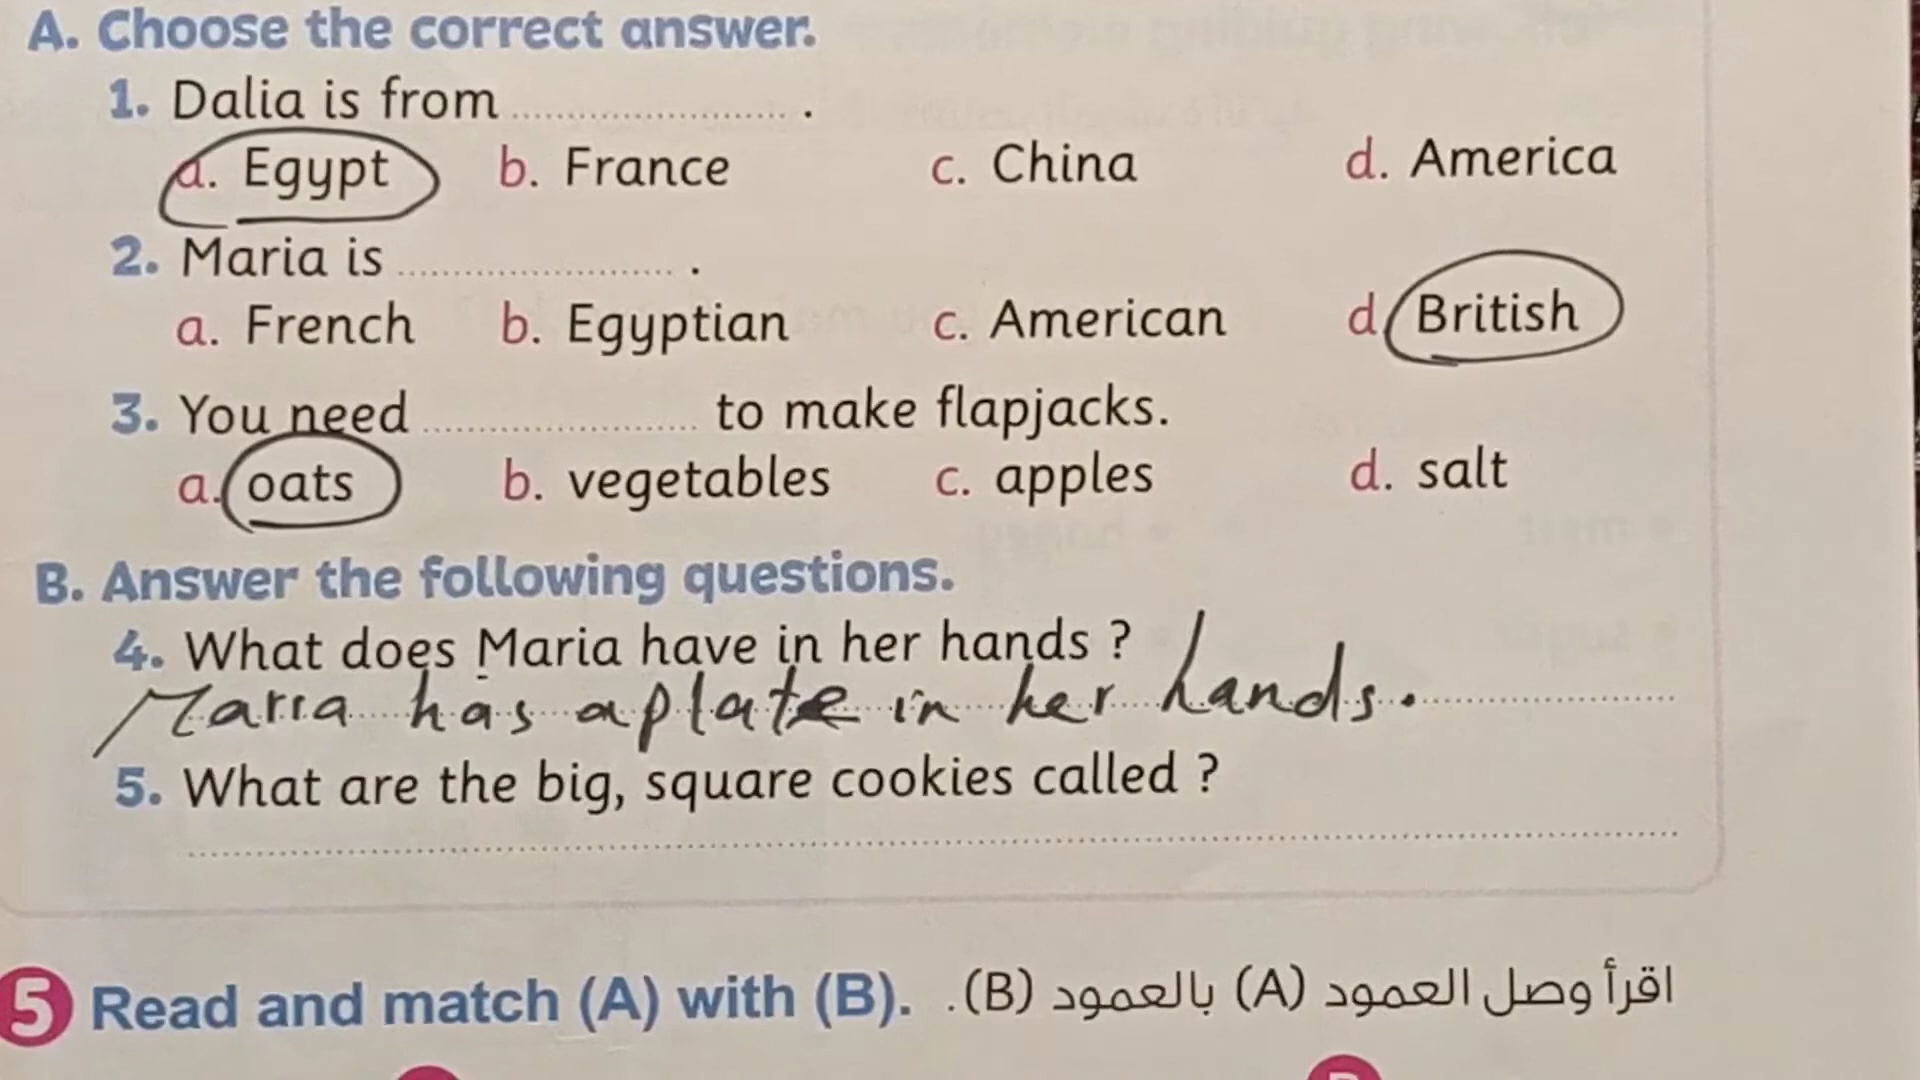 A. Choose the correct answer.
1. Dalia is from .................... .
a. Egypt b. France c. China d. America
2. Maria is .................... .
a. French b. Egyptian c. American d. British
3. You need .................... to make flapjacks.
a. oats b. vegetables c. apples d. salt
B. Answer the following questions.
4. What does Maria have in her hands ?
Maria has a plate in her hands.
5. What are the big, square cookies called ?
5 Read and match (A) with (B). اقرأ وصل العمود (A) بالعمود (B).